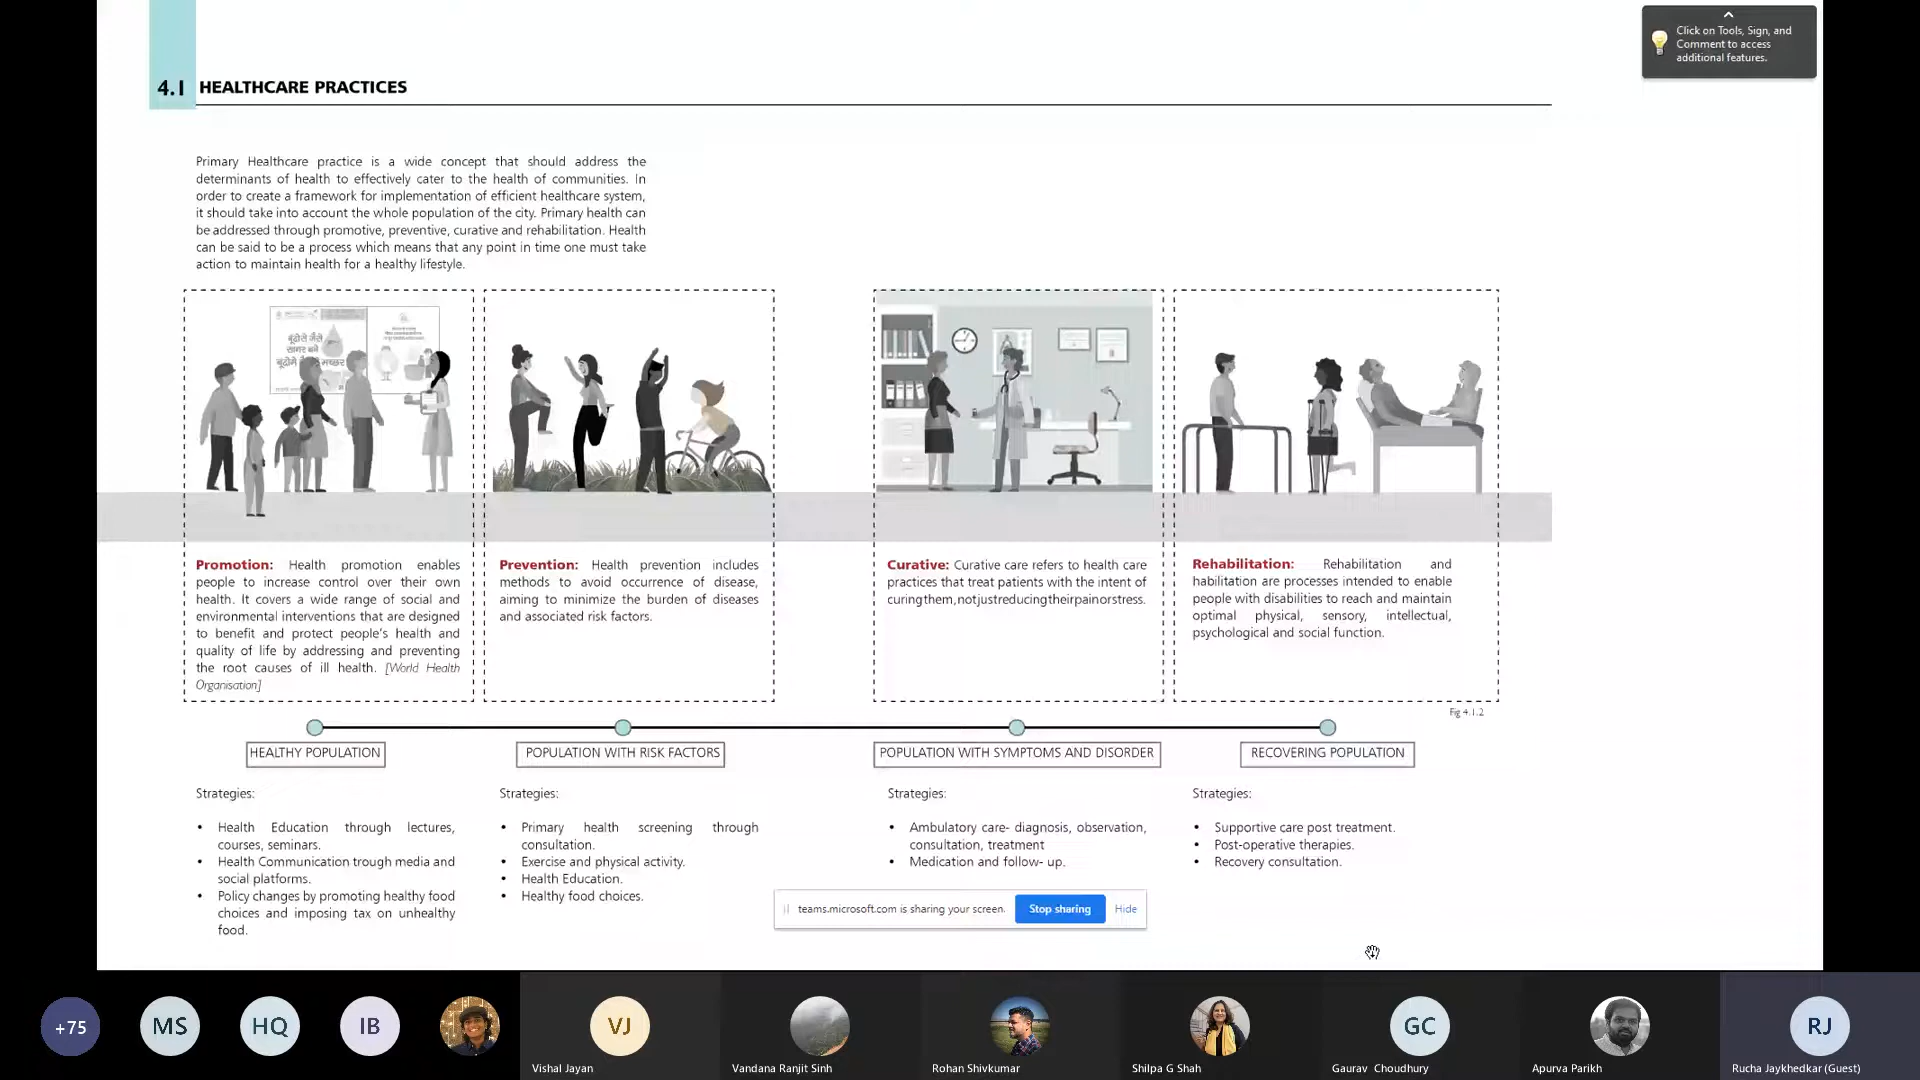 Click on Tools, Sign, and
Comment to access
additional features.
4.1 HEALTHCARE PRACTICES
Primary Healthcare practice is a wide concept that should address the
determinants of health to effectively cater to the health of communities. In
order to create a framework for implementation of efficient healthcare system,
it should take into account the whole population of the city. Primary health can
be addressed through promotive, preventive, curative and rehabilitation. Health
can be said to be a process which means that any point in time one must take
action to maintain health for a healthy lifestyle.
बूंदोसे जैसे
सागर बने
Promotion: Health promotion enables
people to increase control over their own
health. It covers a wide range of social and
environmental interventions that are designed
to benefit and protect people's health and
quality of life by addressing and preventing
the root causes of ill health. [World Health
Organisation]
Prevention: Health prevention includes
methods to avoid occurrence of disease,
aiming to minimize the burden of diseases
and associated risk factors.
Curative: Curative care refers to health care
practices that treat patients with the intent of
curing them, not just reducing their pain or stress.
Rehabilitation: Rehabilitation and
habilitation are processes intended to enable
people with disabilities to reach and maintain
optimal physical, sensory, intellectual,
psychological and social function.
Fig 4.1.2
HEALTHY POPULATION
POPULATION WITH RISK FACTORS
POPULATION WITH SYMPTOMS AND DISORDER
RECOVERING POPULATION
Strategies:
• Health Education through lectures,
courses, seminars.
• Health Communication trough media and
social platforms.
• Policy changes by promoting healthy food
choices and imposing tax on unhealthy
food.
Strategies:
• Primary health screening through
consultation.
• Exercise and physical activity.
• Health Education.
• Healthy food choices.
Strategies:
• Ambulatory care- diagnosis, observation,
consultation, treatment
• Medication and follow- up.
Strategies:
• Supportive care post treatment.
• Post-operative therapies.
• Recovery consultation.
teams.microsoft.com is sharing your screen. Stop sharing Hide
+75
MS
HQ
IB
VJ
GC
RJ
Vishal Jayan
Vandana Ranjit Sinh
Rohan Shivkumar
Shilpa G Shah
Gaurav Choudhury
Apurva Parikh
Rucha Jaykhedkar (Guest)